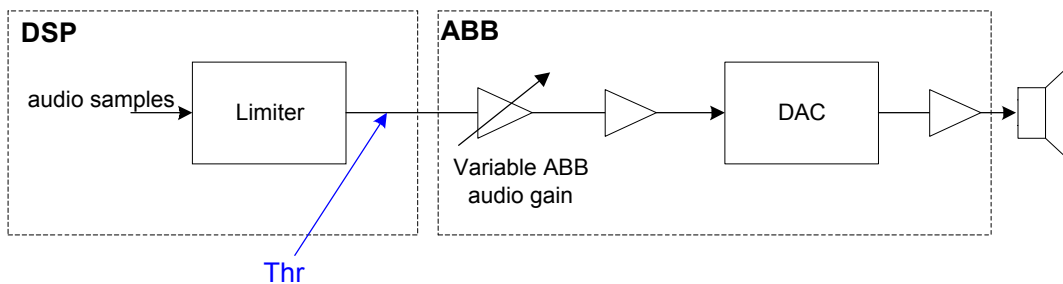 DSP
ABB
audio samples
Limiter
DAC
Variable ABB
audio gain
Thr